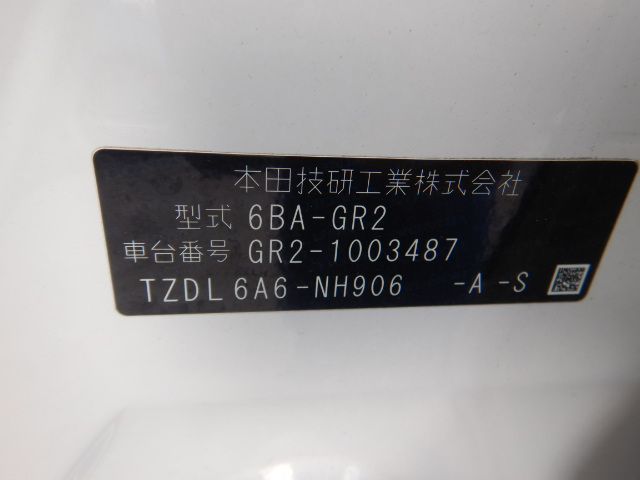 本田技研工業株式会社
型式 6BA-GR2
車台番号 GR2-1003487
TZDL 6A6-NH906 -A -S